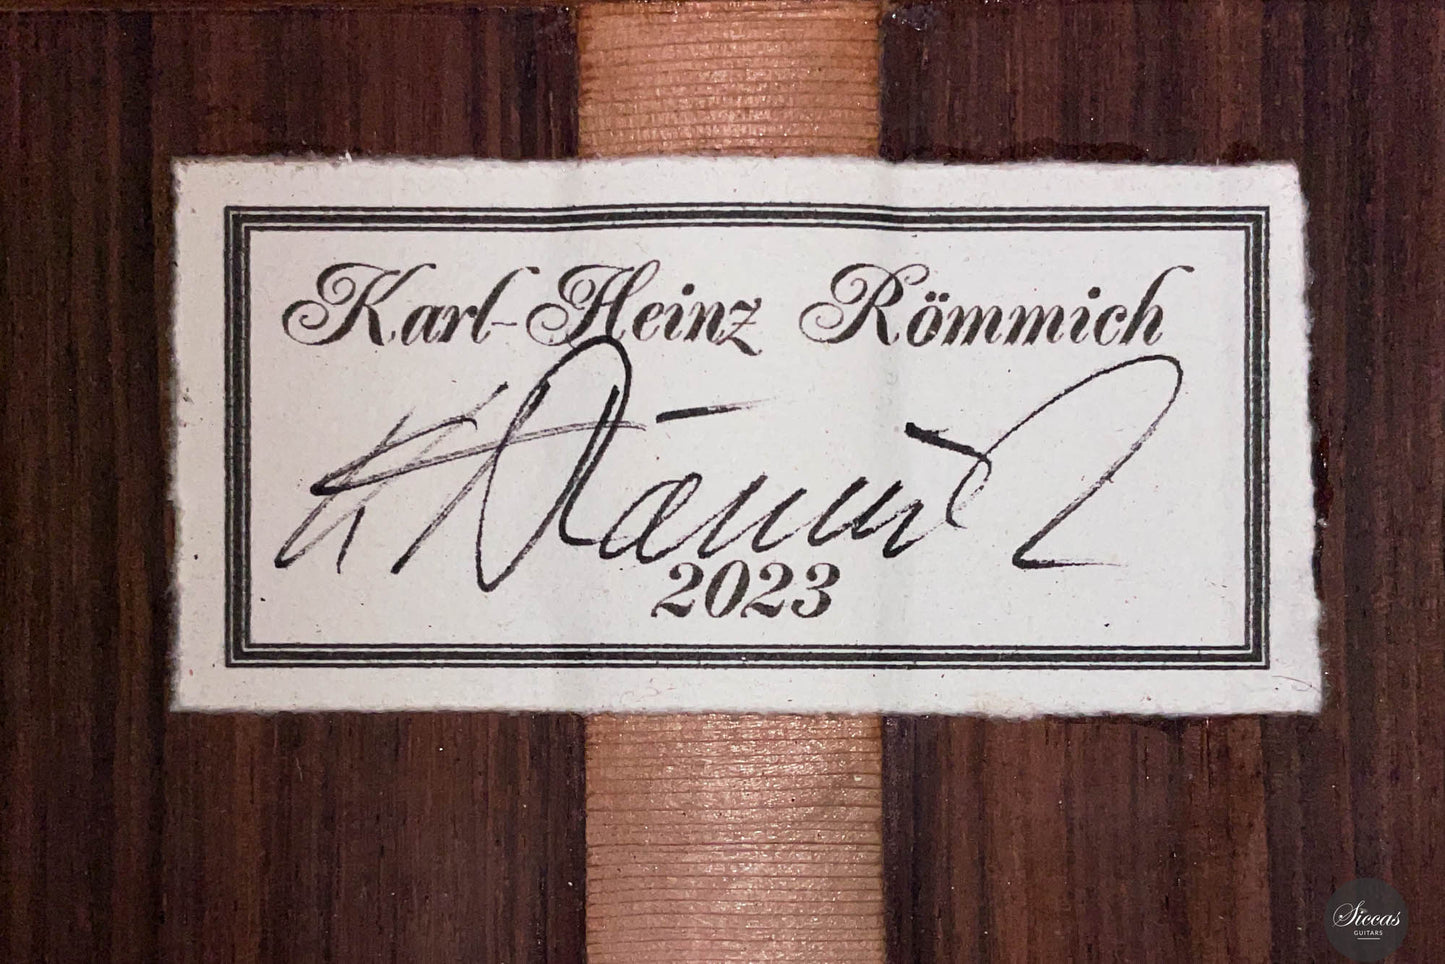 Karl-Heinz Römmich
2023
Siccas
GUITARS